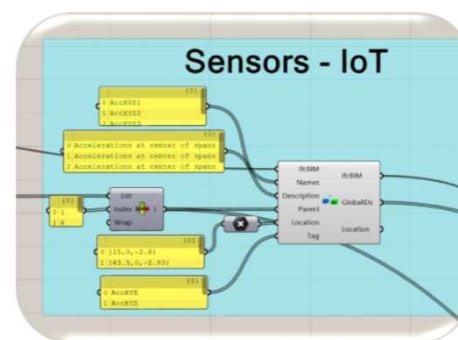 Sensors - IoT
{0}
0 AccXYZ1
1 AccXYZ2
2 AccXYZ3
{0}
0 Accelerations at center of spans
1 Accelerations at center of spans
2 Accelerations at center of spans
{0}
0 1
1 4
List
Index
Wrap
i
{0}
0 {15,0,-2.6}
1 {43.5,0,-2.93}
{0}
0 AccXYZ
1 AccXYZ
IfcBIM
Names
Description
Parent
Location
Tag
IfcBIM
GlobalIDs
Location